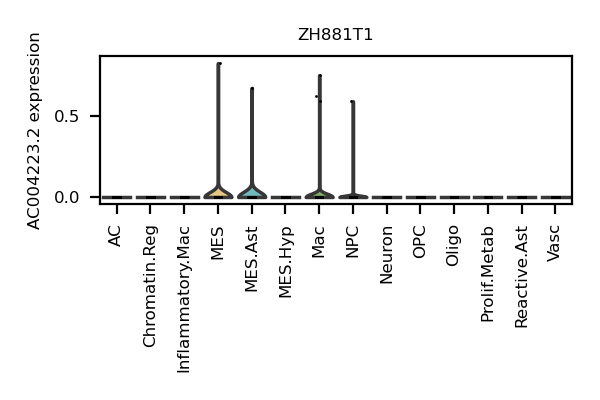 ZH881T1
AC004223.2 expression
0.5
0.0
AC
Chromatin.Reg
Inflammatory.Mac
MES
MES.Ast
MES.Hyp
Mac
NPC
Neuron
OPC
Oligo
Prolif.Metab
Reactive.Ast
Vasc